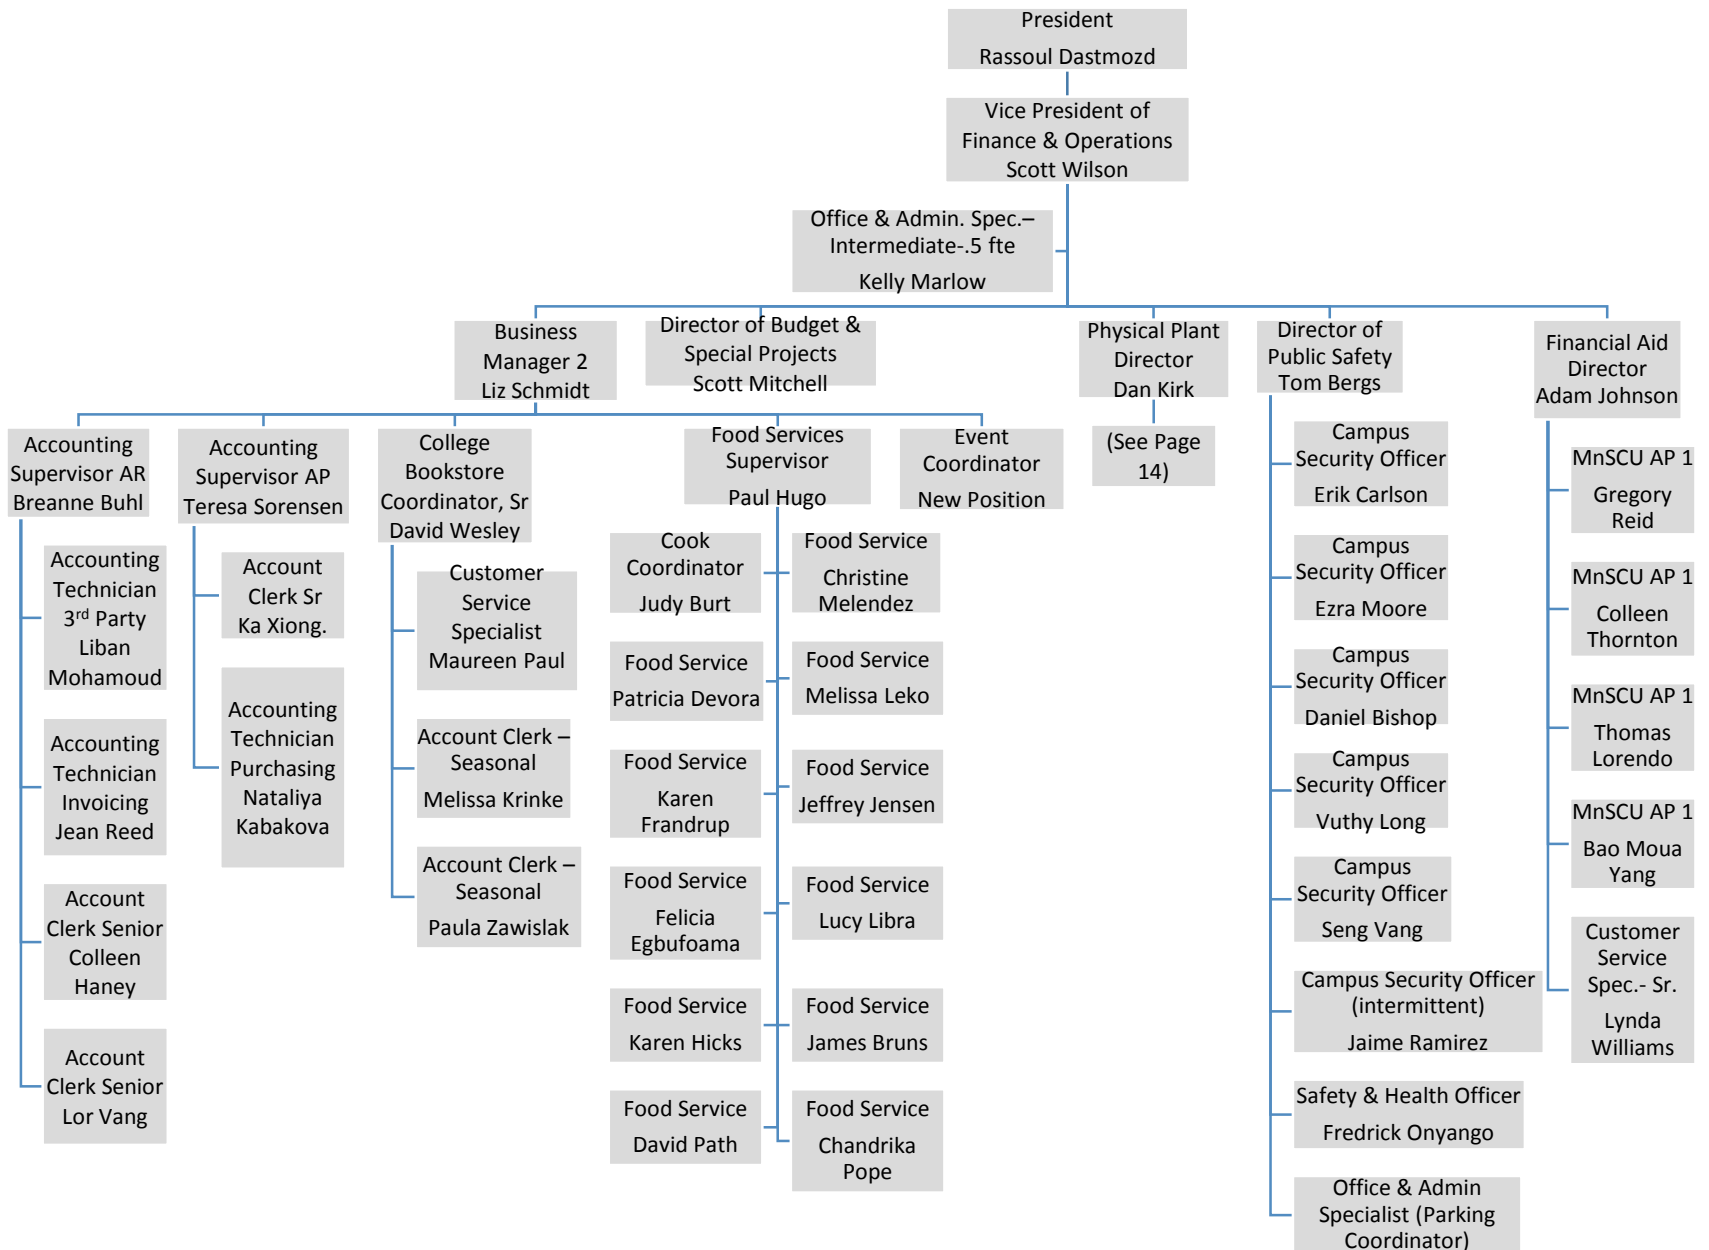 President
Rassoul Dastmozd
Vice President of
Finance & Operations
Scott Wilson
Office & Admin. Spec.–
Intermediate-.5 fte
Kelly Marlow
Business
Manager 2
Liz Schmidt
Director of Budget &
Special Projects
Scott Mitchell
Physical Plant
Director
Dan Kirk
(See Page
14)
Director of
Public Safety
Tom Bergs
Financial Aid
Director
Adam Johnson
Accounting
Supervisor AR
Breanne Buhl
Accounting
Technician
3rd Party
Liban
Mohamoud
Accounting
Technician
Invoicing
Jean Reed
Account
Clerk Senior
Colleen
Haney
Account
Clerk Senior
Lor Vang
Accounting
Supervisor AP
Teresa Sorensen
Account
Clerk Sr
Ka Xiong.
Accounting
Technician
Purchasing
Nataliya
Kabakova
College
Bookstore
Coordinator, Sr
David Wesley
Customer
Service
Specialist
Maureen Paul
Account Clerk –
Seasonal
Melissa Krinke
Account Clerk –
Seasonal
Paula Zawislak
Food Services
Supervisor
Paul Hugo
Cook
Coordinator
Judy Burt
Food Service
Christine
Melendez
Food Service
Patricia Devora
Food Service
Melissa Leko
Food Service
Karen
Frandrup
Food Service
Jeffrey Jensen
Food Service
Felicia
Egbufoama
Food Service
Lucy Libra
Food Service
Karen Hicks
Food Service
James Bruns
Food Service
David Path
Food Service
Chandrika
Pope
Event
Coordinator
New Position
Campus
Security Officer
Erik Carlson
Campus
Security Officer
Ezra Moore
Campus
Security Officer
Daniel Bishop
Campus
Security Officer
Vuthy Long
Campus
Security Officer
Seng Vang
Campus Security Officer
(intermittent)
Jaime Ramirez
Safety & Health Officer
Fredrick Onyango
Office & Admin
Specialist (Parking
Coordinator)
MnSCU AP 1
Gregory
Reid
MnSCU AP 1
Colleen
Thornton
MnSCU AP 1
Thomas
Lorendo
MnSCU AP 1
Bao Moua
Yang
Customer
Service
Spec.- Sr.
Lynda
Williams